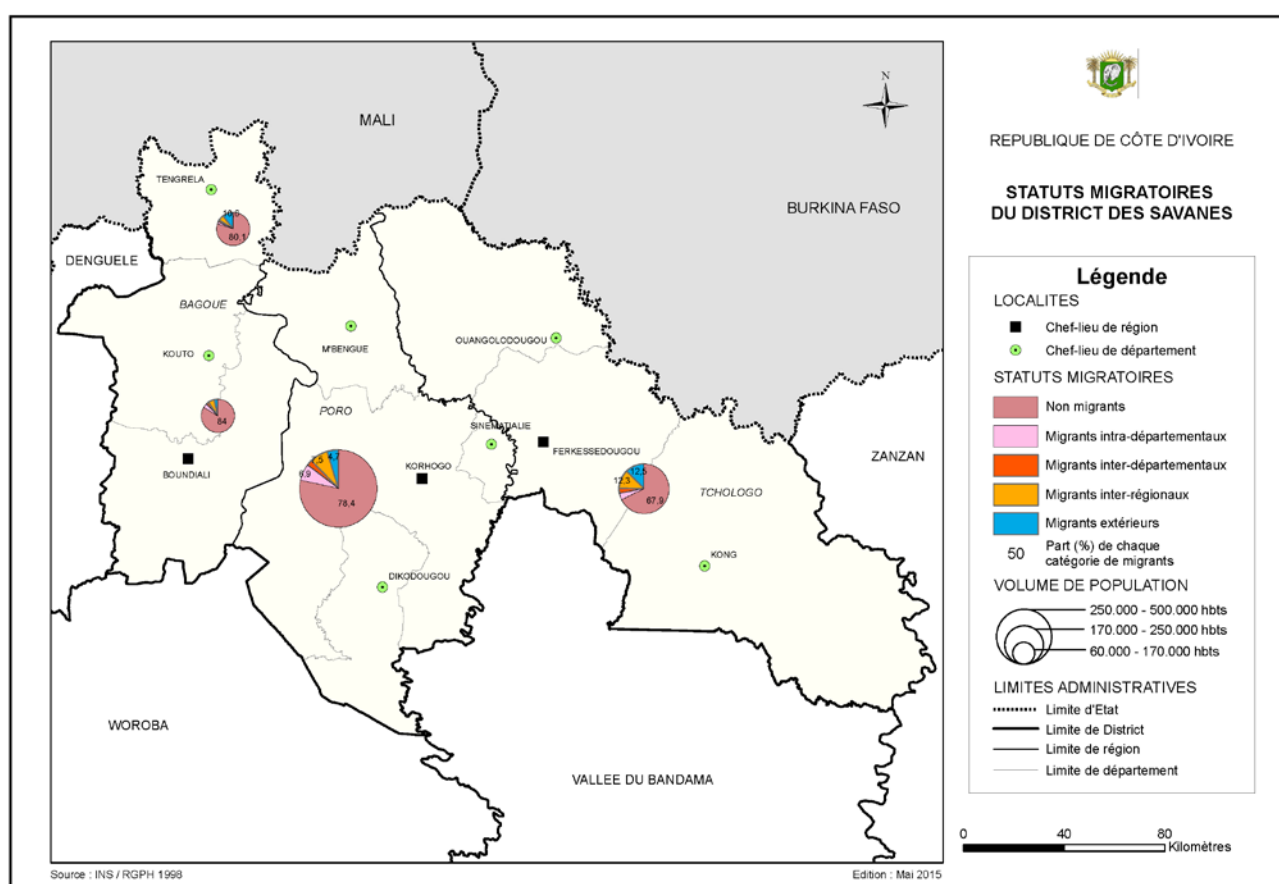 MALI
N
BURKINA FASO
TENGRELA
10,6
80,1
DENGUELE
BAGOUE
KOUTO
M'BENGUE
OUANGOLODOUGOU
84
BOUNDIALI
PORO
SINEMATIALIE
KORHOGO
FERKESSEDOUGOU
ZANZAN
6,9
7,5
4,7
78,4
12,3
12,5
67,9
TCHOLOGO
DIKODOUGOU
KONG
WOROBA
VALLEE DU BANDAMA
Source : INS / RGPH 1998
Edition : Mai 2015
REPUBLIQUE DE CÔTE D'IVOIRE
STATUTS MIGRATOIRES
DU DISTRICT DES SAVANES
Légende
LOCALITES
Chef-lieu de région
Chef-lieu de département
STATUTS MIGRATOIRES
Non migrants
Migrants intra-départementaux
Migrants inter-départementaux
Migrants inter-régionaux
Migrants extérieurs
50 Part (%) de chaque
catégorie de migrants
VOLUME DE POPULATION
250.000 - 500.000 hbts
170.000 - 250.000 hbts
60.000 - 170.000 hbts
LIMITES ADMINISTRATIVES
Limite d'Etat
Limite de District
Limite de région
Limite de département
0 40 80
Kilomètres